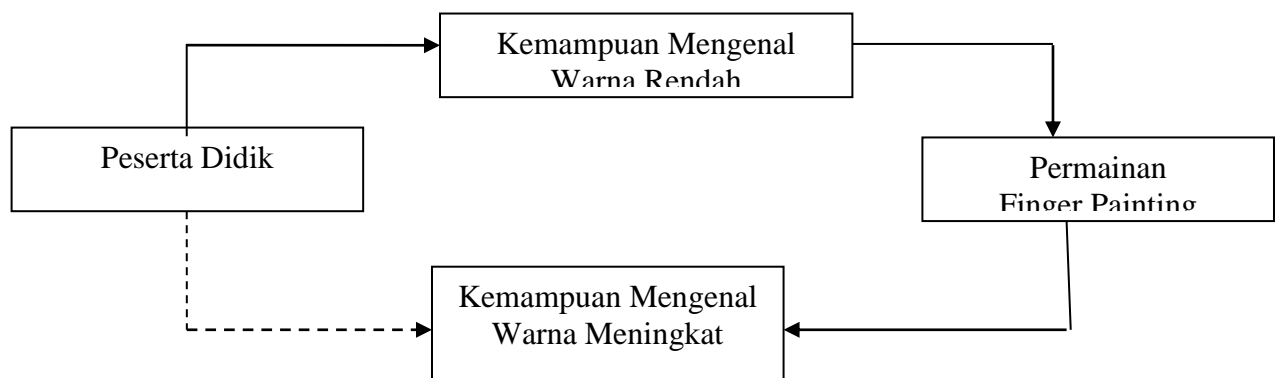 Kemampuan Mengenal
Warna Rendah
Peserta Didik
Permainan
Finger Painting
Kemampuan Mengenal
Warna Meningkat